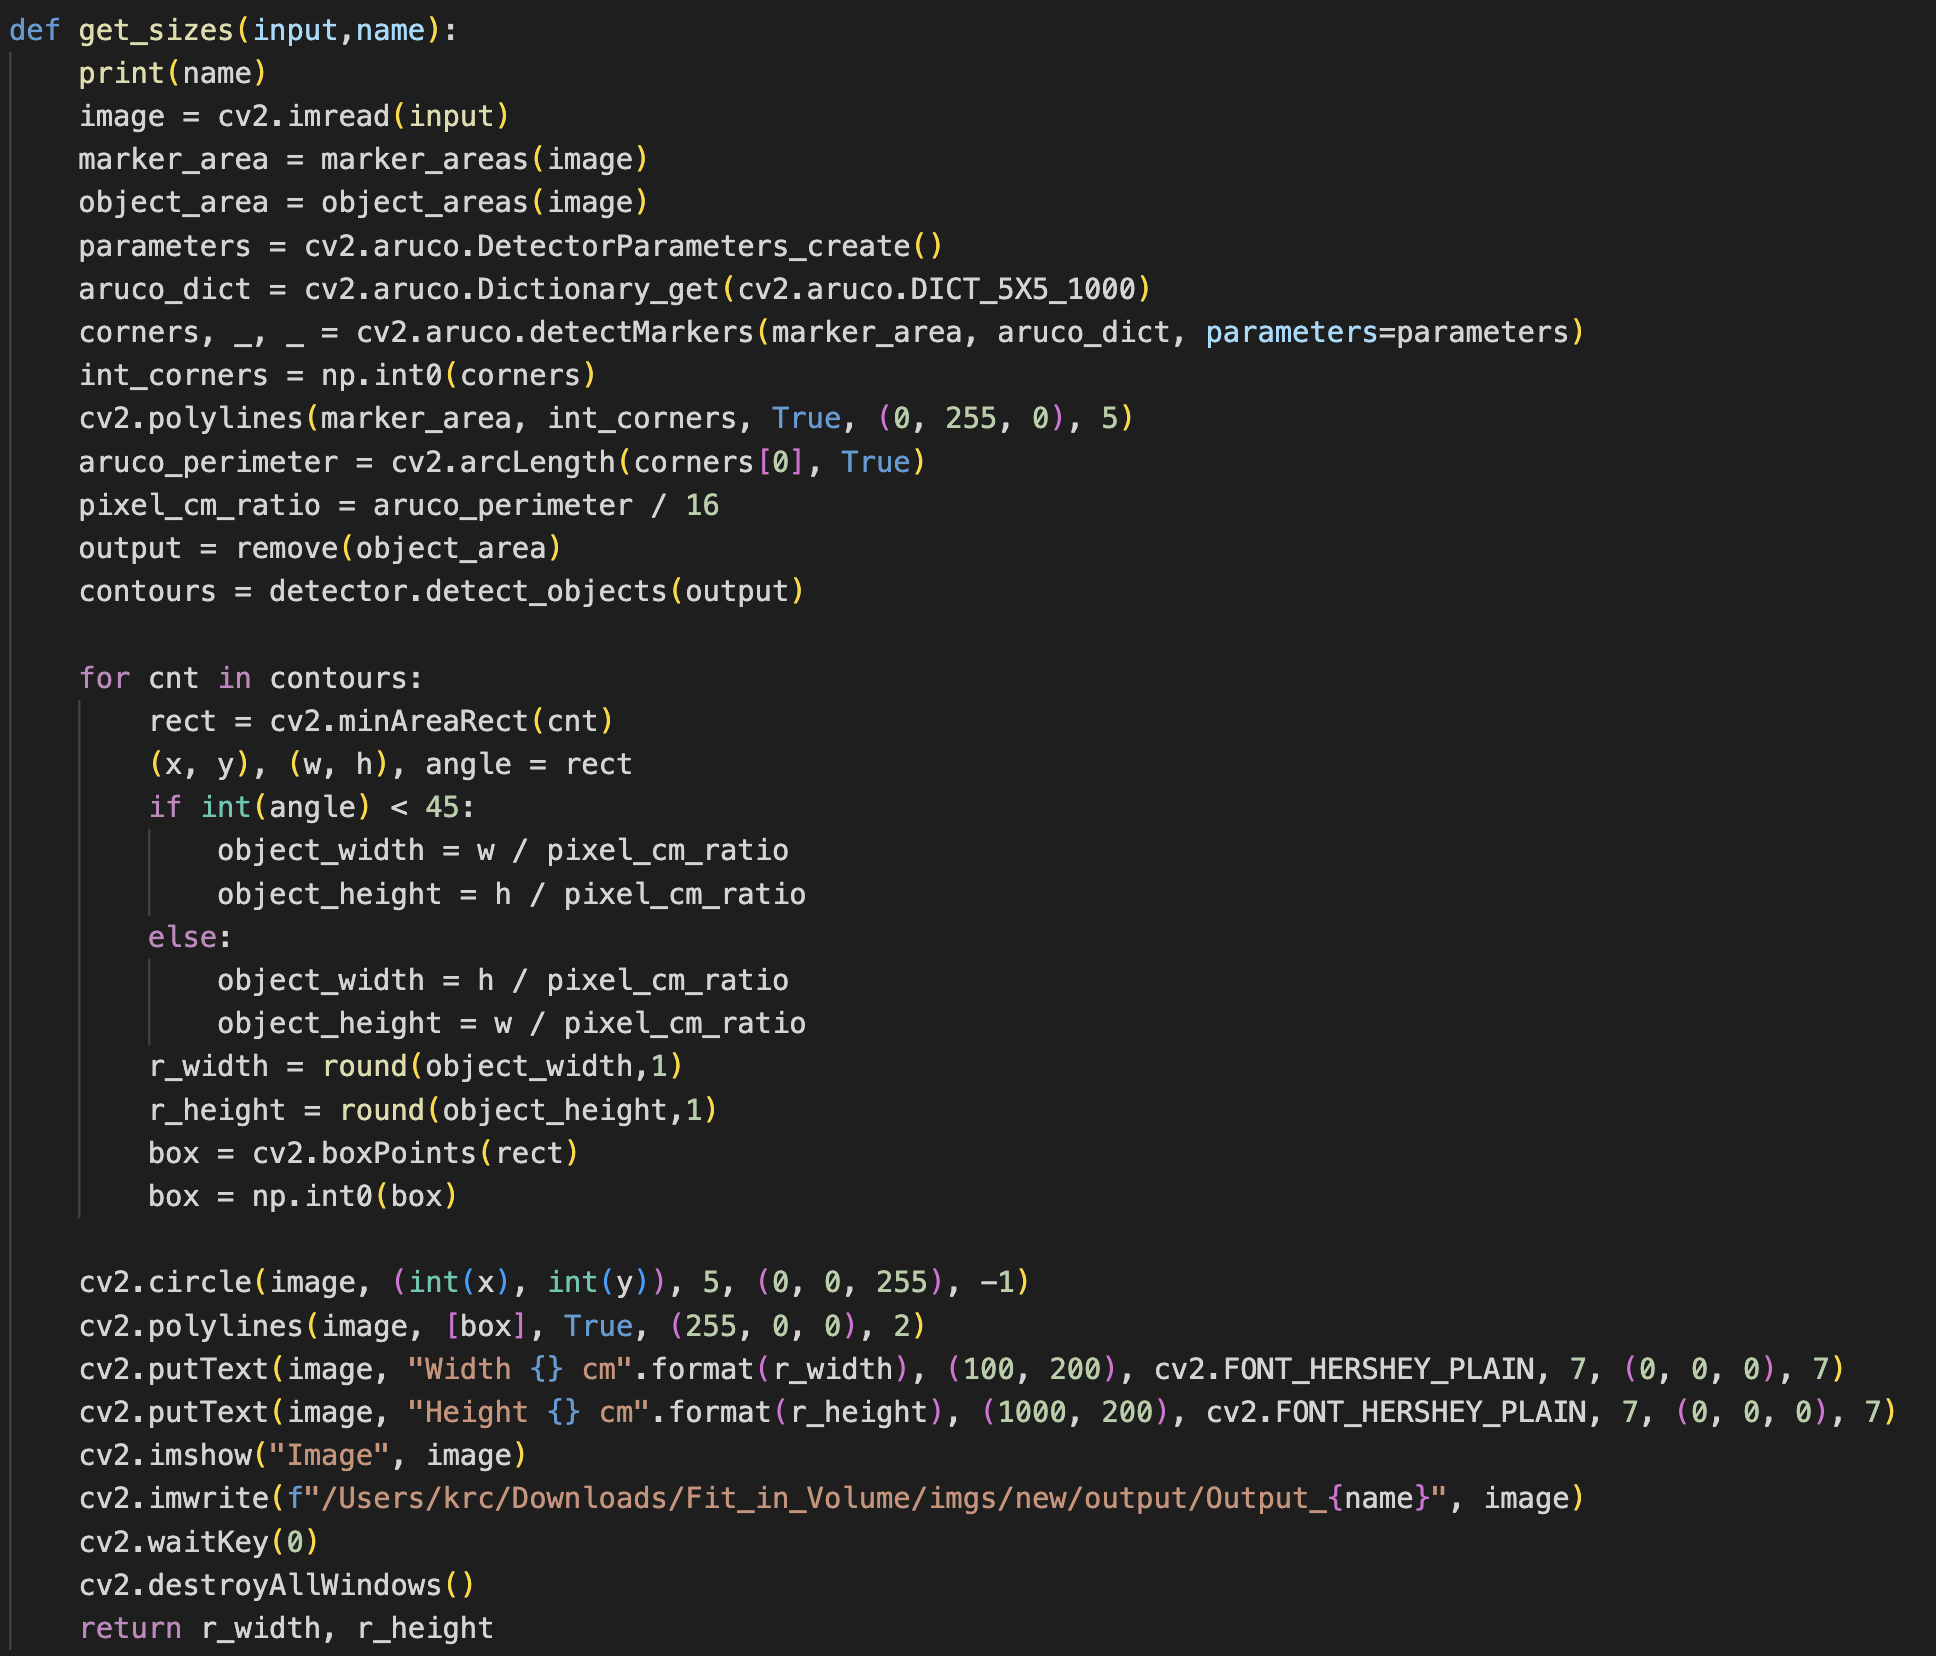 def get_sizes(input,name):
    print(name)
    image = cv2.imread(input)
    marker_area = marker_areas(image)
    object_area = object_areas(image)
    parameters = cv2.aruco.DetectorParameters_create()
    aruco_dict = cv2.aruco.Dictionary_get(cv2.aruco.DICT_5X5_1000)
    corners, _, _ = cv2.aruco.detectMarkers(marker_area, aruco_dict, parameters=parameters)
    int_corners = np.int0(corners)
    cv2.polylines(marker_area, int_corners, True, (0, 255, 0), 5)
    aruco_perimeter = cv2.arcLength(corners[0], True)
    pixel_cm_ratio = aruco_perimeter / 16
    output = remove(object_area)
    contours = detector.detect_objects(output)

    for cnt in contours:
        rect = cv2.minAreaRect(cnt)
        (x, y), (w, h), angle = rect
        if int(angle) < 45:
            object_width = w / pixel_cm_ratio
            object_height = h / pixel_cm_ratio
        else:
            object_width = h / pixel_cm_ratio
            object_height = w / pixel_cm_ratio
        r_width = round(object_width,1)
        r_height = round(object_height,1)
        box = cv2.boxPoints(rect)
        box = np.int0(box)

    cv2.circle(image, (int(x), int(y)), 5, (0, 0, 255), -1)
    cv2.polylines(image, [box], True, (255, 0, 0), 2)
    cv2.putText(image, "Width {} cm".format(r_width), (100, 200), cv2.FONT_HERSHEY_PLAIN, 7, (0, 0, 0), 7)
    cv2.putText(image, "Height {} cm".format(r_height), (1000, 200), cv2.FONT_HERSHEY_PLAIN, 7, (0, 0, 0), 7)
    cv2.imshow("Image", image)
    cv2.imwrite(f"/Users/krc/Downloads/Fit_in_Volume/imgs/new/output/Output_{name}", image)
    cv2.waitKey(0)
    cv2.destroyAllWindows()
    return r_width, r_height